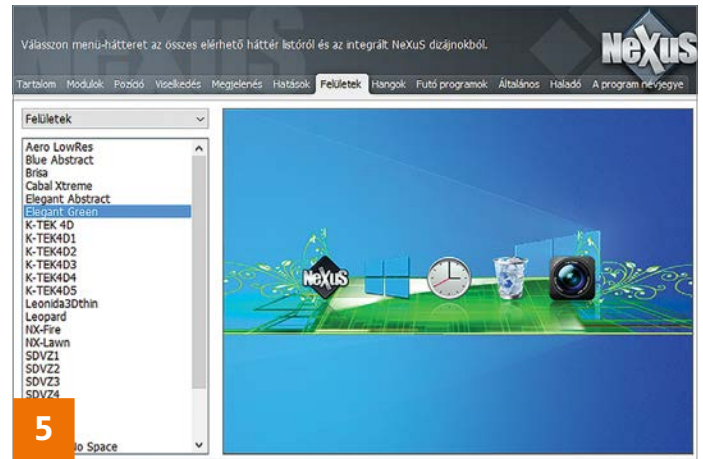 Válasszon menü-hátteret az összes elérhető háttér listóról és az integrált NeXuS dizájnokból.
NeXuS
Tartalom Modulok Pozíció Viselkedés Megjelenés Hatások Felületek Hangok Futó programok Általános Haladó A program névjegye
Felületek
Aero LowRes
Blue Abstract
Brisa
Cabal Xtreme
Elegant Abstract
Elegant Green
K-TEK 4D
K-TEK4D1
K-TEK4D2
K-TEK4D3
K-TEK4D4
K-TEK4D5
Leonida3Dthin
Leopard
NX-Fire
NX-Lawn
SDVZ1
SDVZ2
SDVZ3
SDVZ4
Space
NeXuS
5